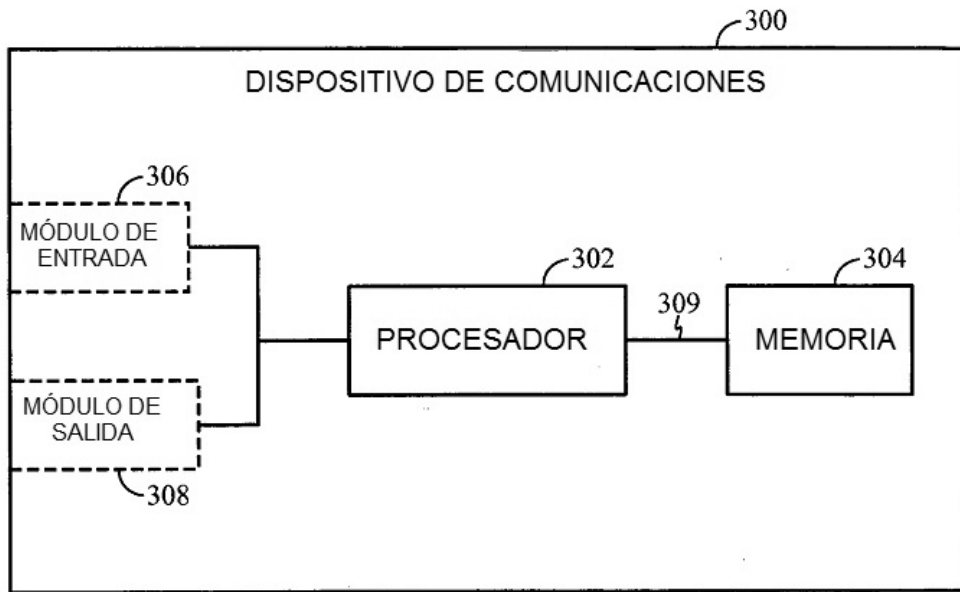 300
DISPOSITIVO DE COMUNICACIONES
306
MÓDULO DE
ENTRADA
302
PROCESADOR
309
304
MEMORIA
MÓDULO DE
SALIDA
308